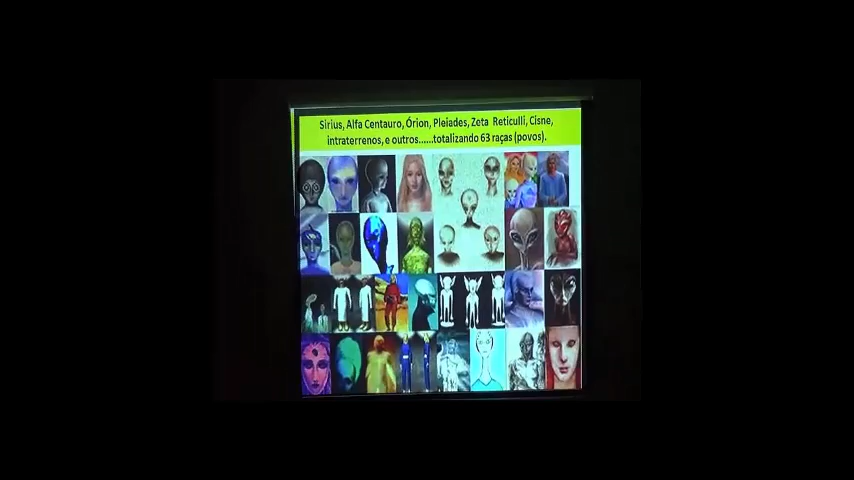 Sirius, Alfa Centauro, Órion, Pleiades, Zeta Reticulli, Cisne,
intraterrenos, e outros......totalizando 63 raças (povos).